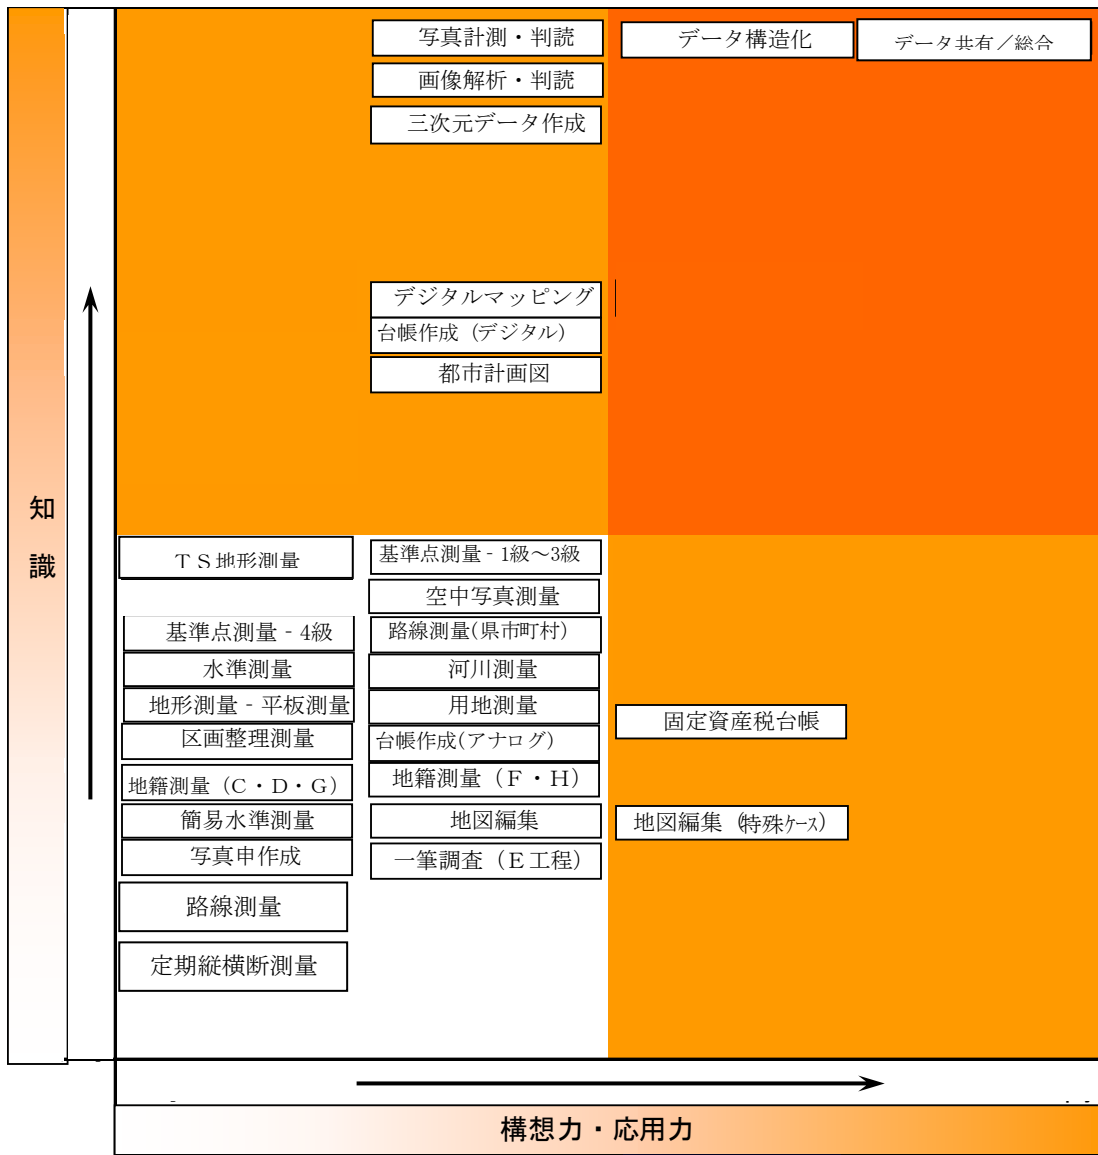 写真計測・判読
データ構造化
データ共有／総合
画像解析・判読
三次元データ作成
デジタルマッピング
台帳作成（デジタル）
都市計画図
知
識
ＴＳ地形測量
基準点測量‐1級～3級
空中写真測量
基準点測量‐4級
路線測量(県市町村)
水準測量
河川測量
地形測量‐平板測量
用地測量
固定資産税台帳
区画整理測量
台帳作成(アナログ)
地籍測量（C・D・G）
地籍測量（F・H）
簡易水準測量
地図編集
地図編集（特殊ケース）
写真申作成
一筆調査（E工程）
路線測量
定期縦横断測量
構想力・応用力